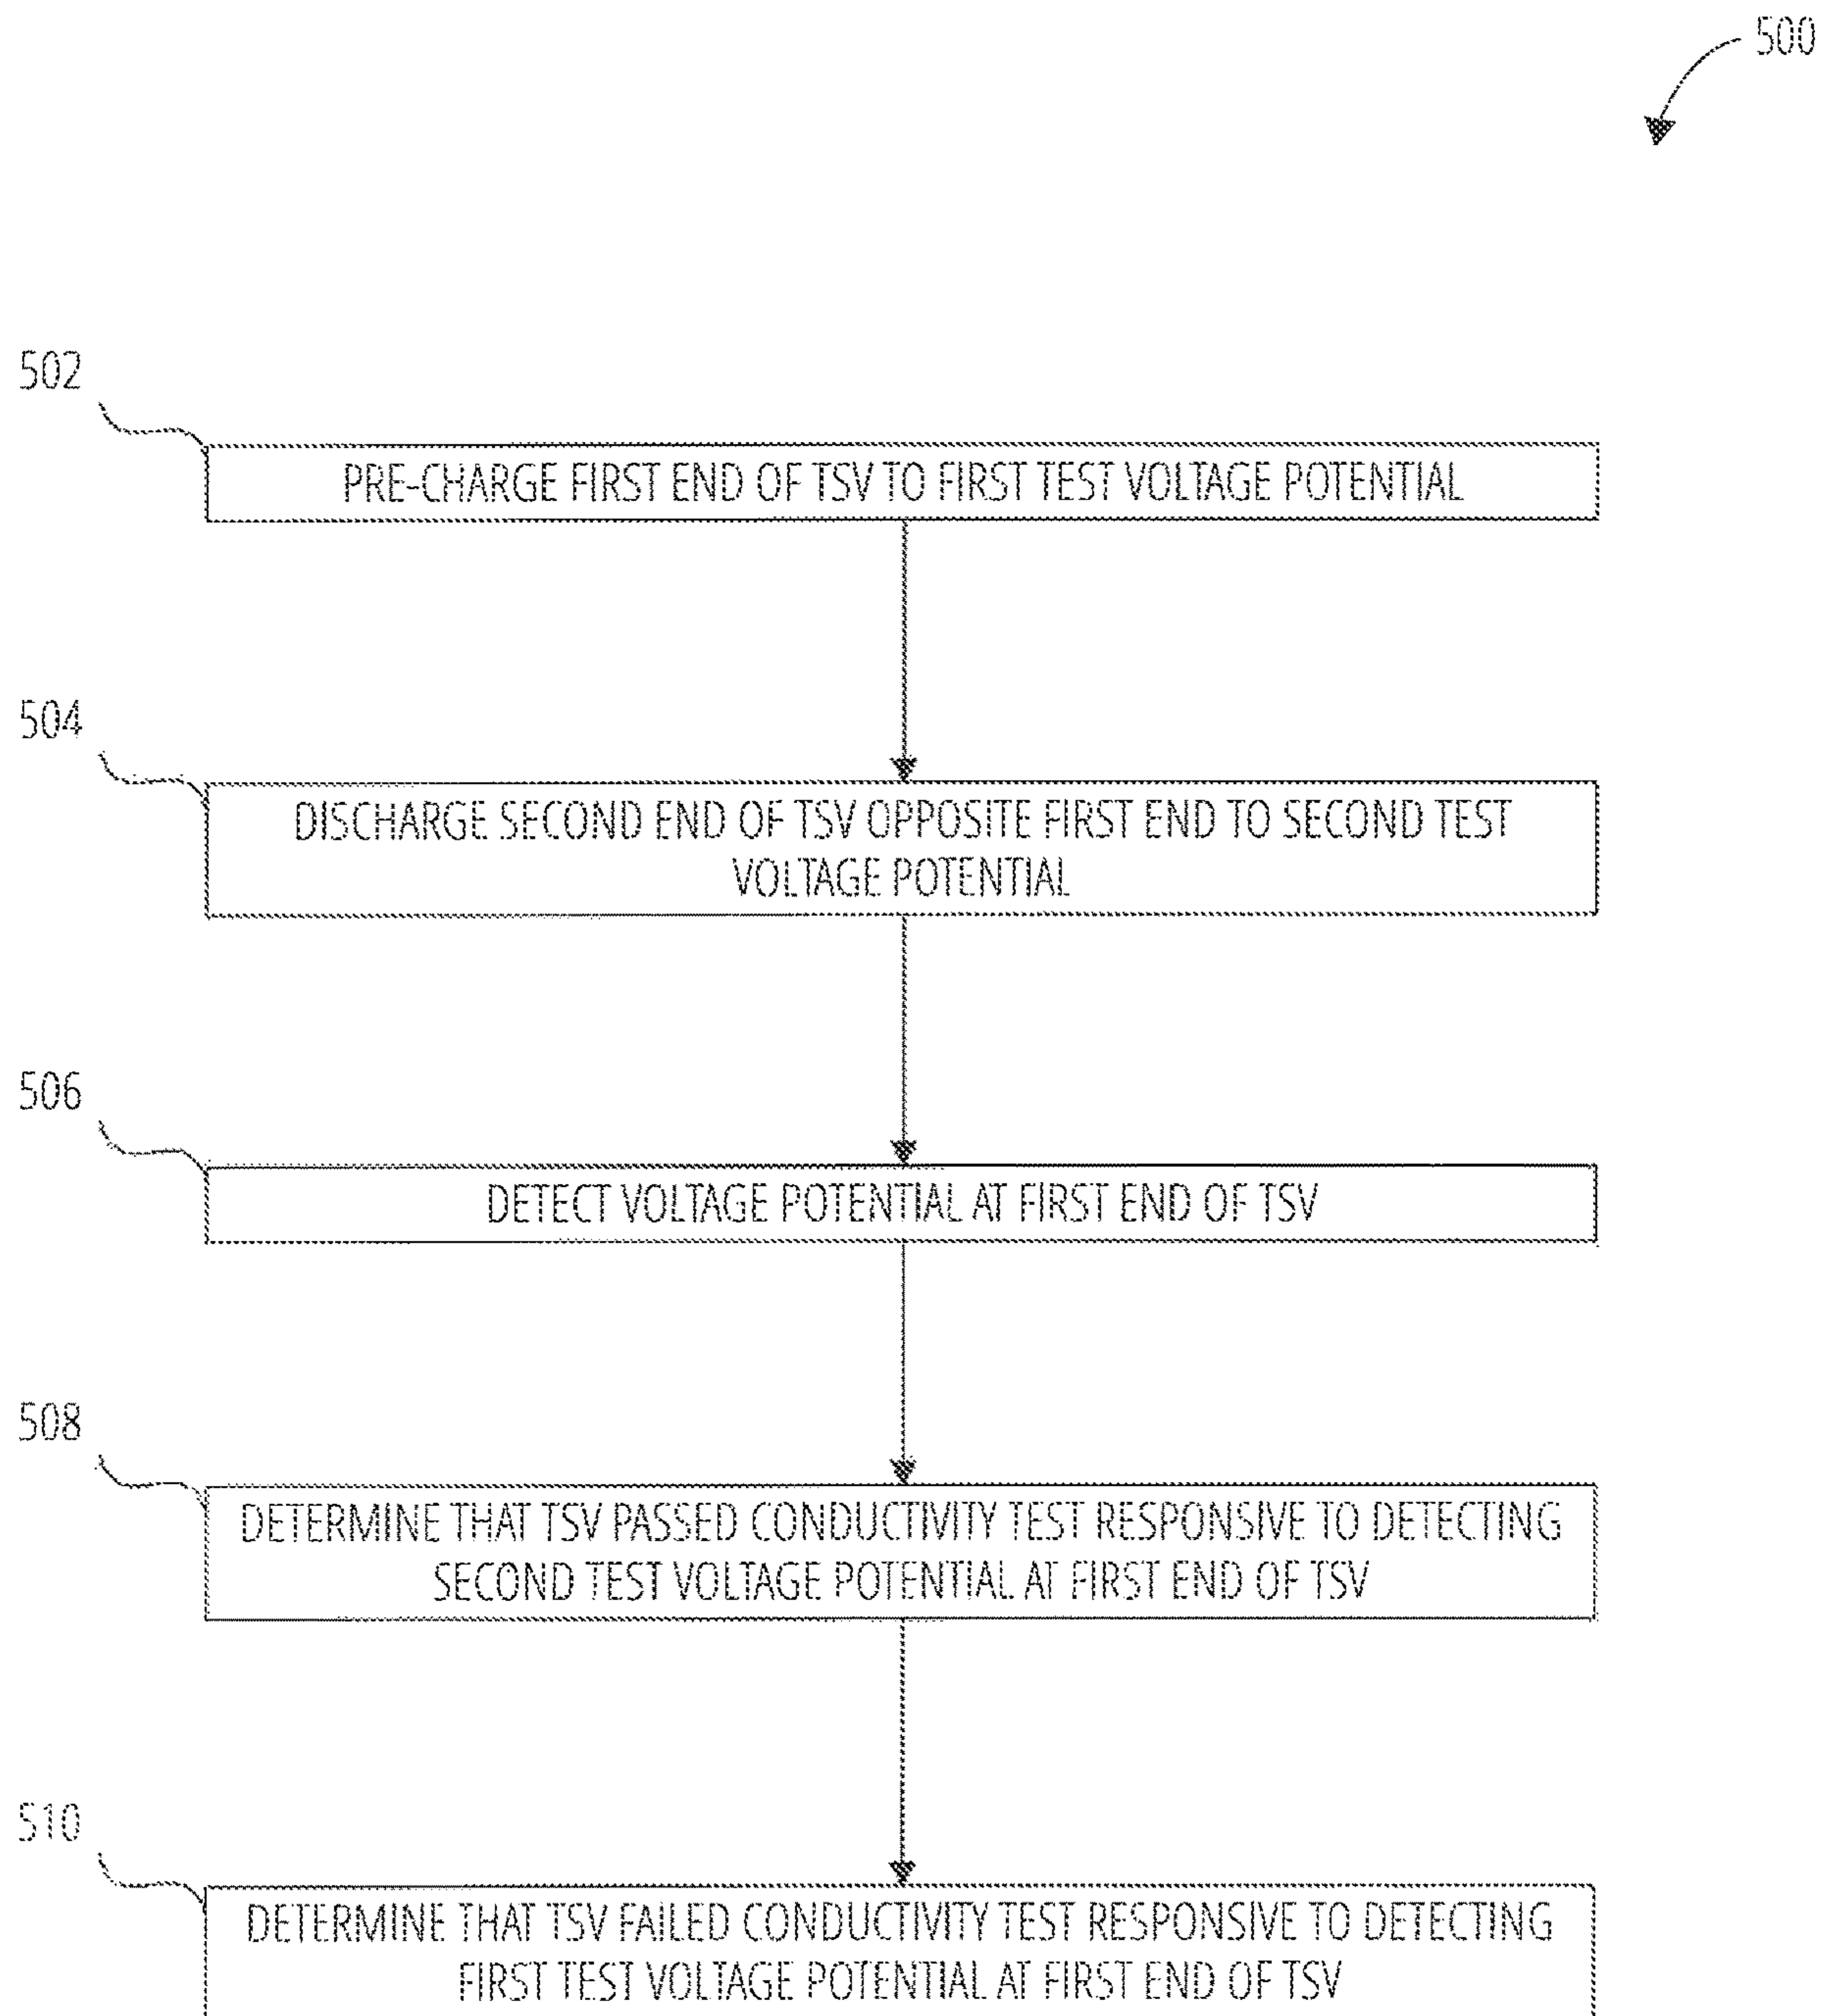 500
502
PRE-CHARGE FIRST END OF TSV TO FIRST TEST VOLTAGE POTENTIAL
504
DISCHARGE SECOND END OF TSV OPPOSITE FIRST END TO SECOND TEST
VOLTAGE POTENTIAL
506
DETECT VOLTAGE POTENTIAL AT FIRST END OF TSV
508
DETERMINE THAT TSV PASSED CONDUCTIVITY TEST RESPONSIVE TO DETECTING
SECOND TEST VOLTAGE POTENTIAL AT FIRST END OF TSV
510
DETERMINE THAT TSV FAILED CONDUCTIVITY TEST RESPONSIVE TO DETECTING
FIRST TEST VOLTAGE POTENTIAL AT FIRST END OF TSV